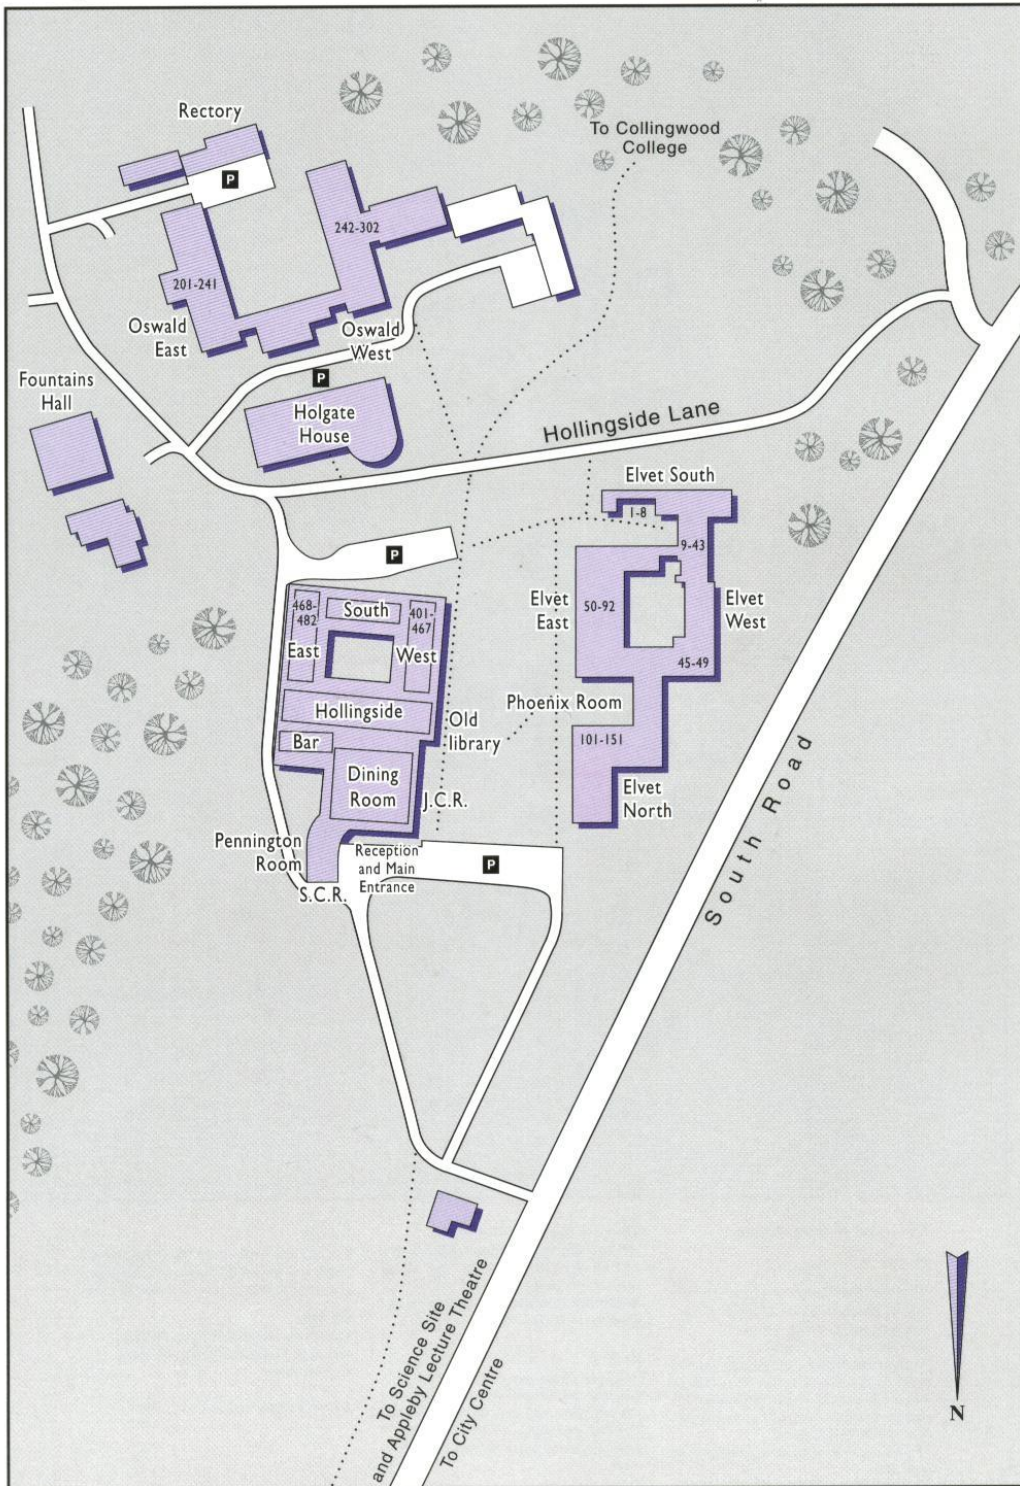 Rectory
P
To Collingwood
College
242-302
201-241
Oswald
East
Oswald
West
P
Fountains
Hall
Holgate
House
Hollingside Lane
Elvet South
1-8
9-43
P
468-
482
South
401-
467
East
West
Elvet
East
50-92
Elvet
West
45-49
Hollingside
Phoenix Room
Old
library
Bar
101-151
Dining
Room
J.C.R.
Elvet
North
Pennington
Room
Reception
and Main
Entrance
P
S.C.R.
South Road
To Science Site
and Appleby Lecture Theatre
To City Centre
N